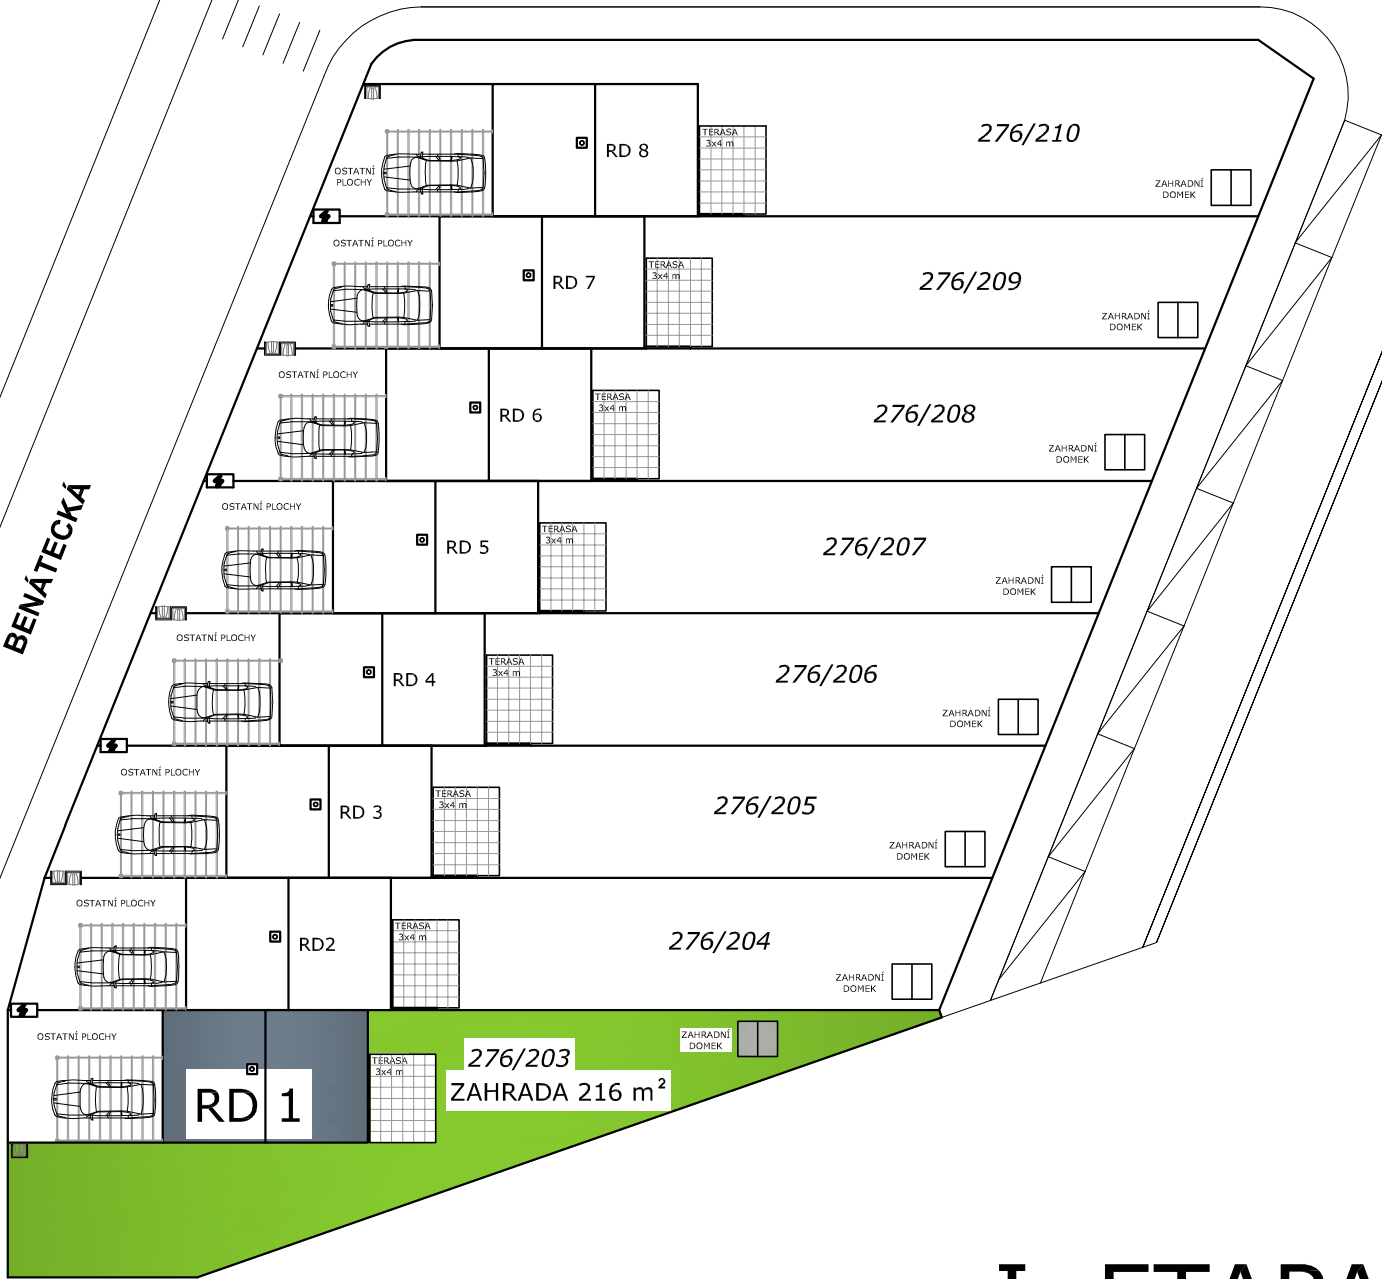 276/210
TERASA
3x4 m
RD 8
OSTATNÍ
PLOCHY
ZAHRADNÍ
DOMEK
OSTATNÍ PLOCHY
TERASA
3x4 m
RD 7
276/209
ZAHRADNÍ
DOMEK
OSTATNÍ PLOCHY
TERASA
3x4 m
RD 6
276/208
ZAHRADNÍ
DOMEK
BENÁTECKÁ
OSTATNÍ PLOCHY
TERASA
3x4 m
RD 5
276/207
ZAHRADNÍ
DOMEK
OSTATNÍ PLOCHY
TERASA
3x4 m
RD 4
276/206
ZAHRADNÍ
DOMEK
OSTATNÍ PLOCHY
TERASA
3x4 m
RD 3
276/205
ZAHRADNÍ
DOMEK
OSTATNÍ PLOCHY
TERASA
3x4 m
RD2
276/204
ZAHRADNÍ
DOMEK
OSTATNÍ PLOCHY
RD 1
TERASA
3x4 m
276/203
ZAHRADA 216 m²
ZAHRADNÍ
DOMEK